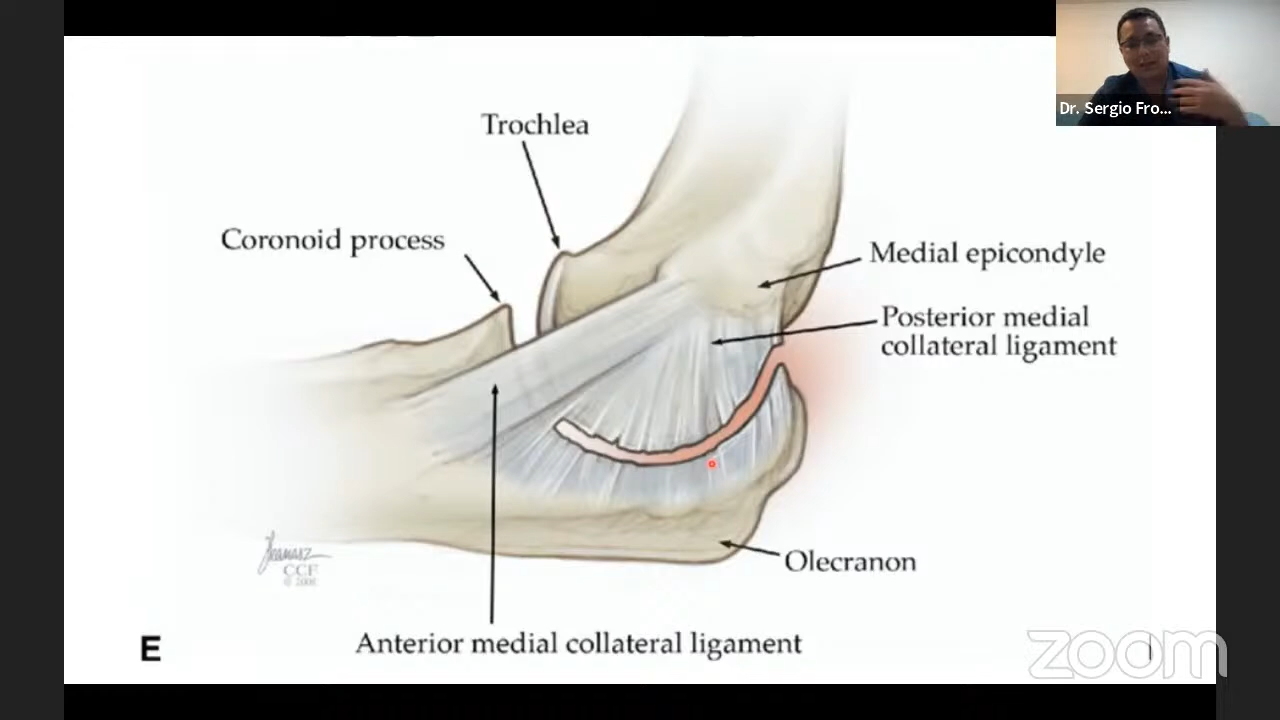 Dr. Sergio Fro...
Trochlea
Coronoid process
Medial epicondyle
Posterior medial
collateral ligament
CCF
Olecranon
Anterior medial collateral ligament
E
zoom